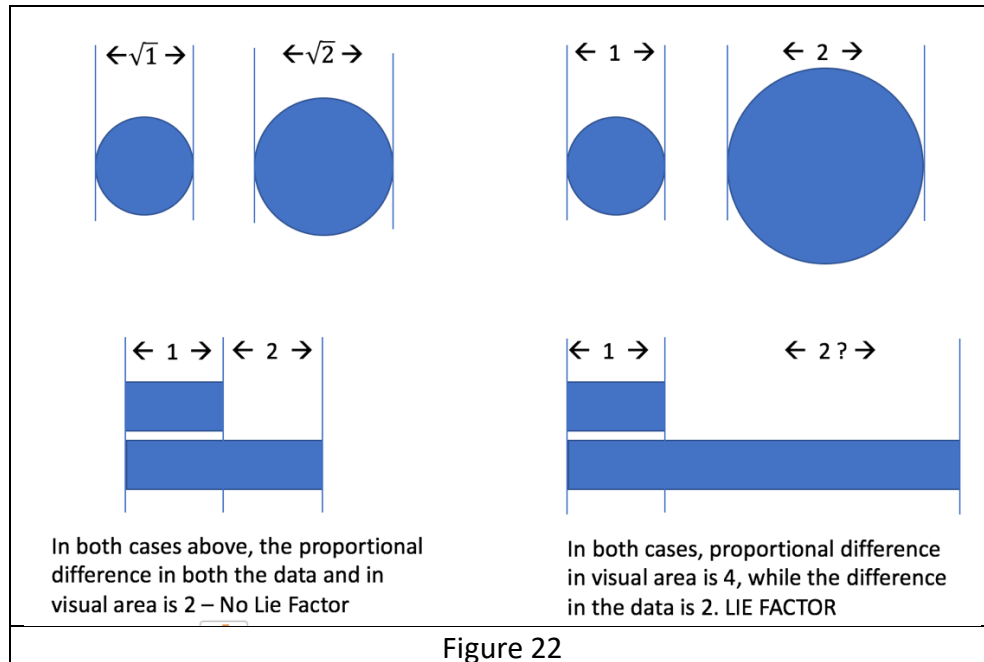 ←√1 → ←√2 → ← 1 → ← 2 →
← 1 → ← 2 → ← 1 → ← 2 ? →
In both cases above, the proportional
difference in both the data and in
visual area is 2 – No Lie Factor
In both cases, proportional difference
in visual area is 4, while the difference
in the data is 2. LIE FACTOR
Figure 22